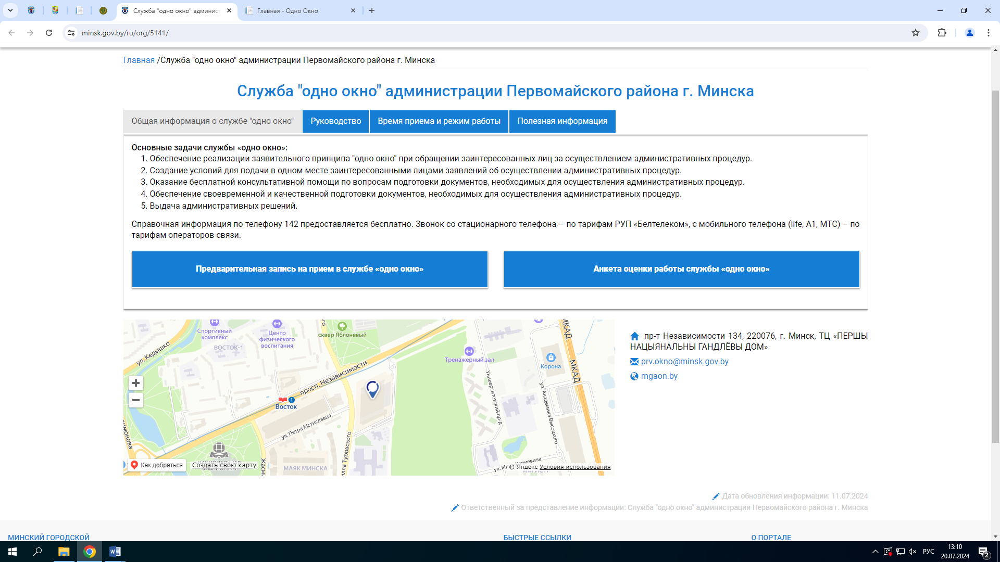 Служба "одно окно" админист
Главная - Одно Окно
minsk.gov.by/ru/org/5141/
Главная /Служба "одно окно" администрации Первомайского района г. Минска
Служба "одно окно" администрации Первомайского района г. Минска
Общая информация о службе "одно окно"
Руководство
Время приема и режим работы
Полезная информация
Основные задачи службы «одно окно»:
1. Обеспечение реализации заявительного принципа "одно окно" при обращении заинтересованных лиц за осуществлением административных процедур.
2. Создание условий для подачи в одном месте заинтересованными лицами заявлений об осуществлении административных процедур.
3. Оказание бесплатной консультативной помощи по вопросам подготовки документов, необходимых для осуществления административных процедур.
4. Обеспечение своевременной и качественной подготовки документов, необходимых для осуществления административных процедур.
5. Выдача административных решений.
Справочная информация по телефону 142 предоставляется бесплатно. Звонок со стационарного телефона – по тарифам РУП «Белтелеком», с мобильного телефона (life, А1, МТС) – по
тарифам операторов связи.
Предварительная запись на прием в службе «одно окно»
Анкета оценки работы службы «одно окно»
Спортивный
комплекс
Центр
физического
воспитания
сквер Яблоневый
ВОСТОК-1
ул. Кедышко
Тренажерный зал
Корона
МКАД
МКАД
просп. Независимости
Восток
1
ул. Петра Мстиславца
Университетский пр-д
ул. Академика Высоцкого
МАЯК МИНСКА
Как добраться
Создать свою карту
© Яндекс Условия использования
пр-т Независимости 134, 220076, г. Минск, ТЦ «ПЕРШЫ
НАЦЫЯНАЛЬНЫ ГАНДЛЁВЫ ДОМ»
prv.okno@minsk.gov.by
mgaon.by
Дата обновления информации: 11.07.2024
Ответственный за представление информации: Служба "одно окно" администрации Первомайского района г. Минска
МИНСКИЙ ГОРОДСКОЙ
БЫСТРЫЕ ССЫЛКИ
О ПОРТАЛЕ
РУС
13:10
20.07.2024
2